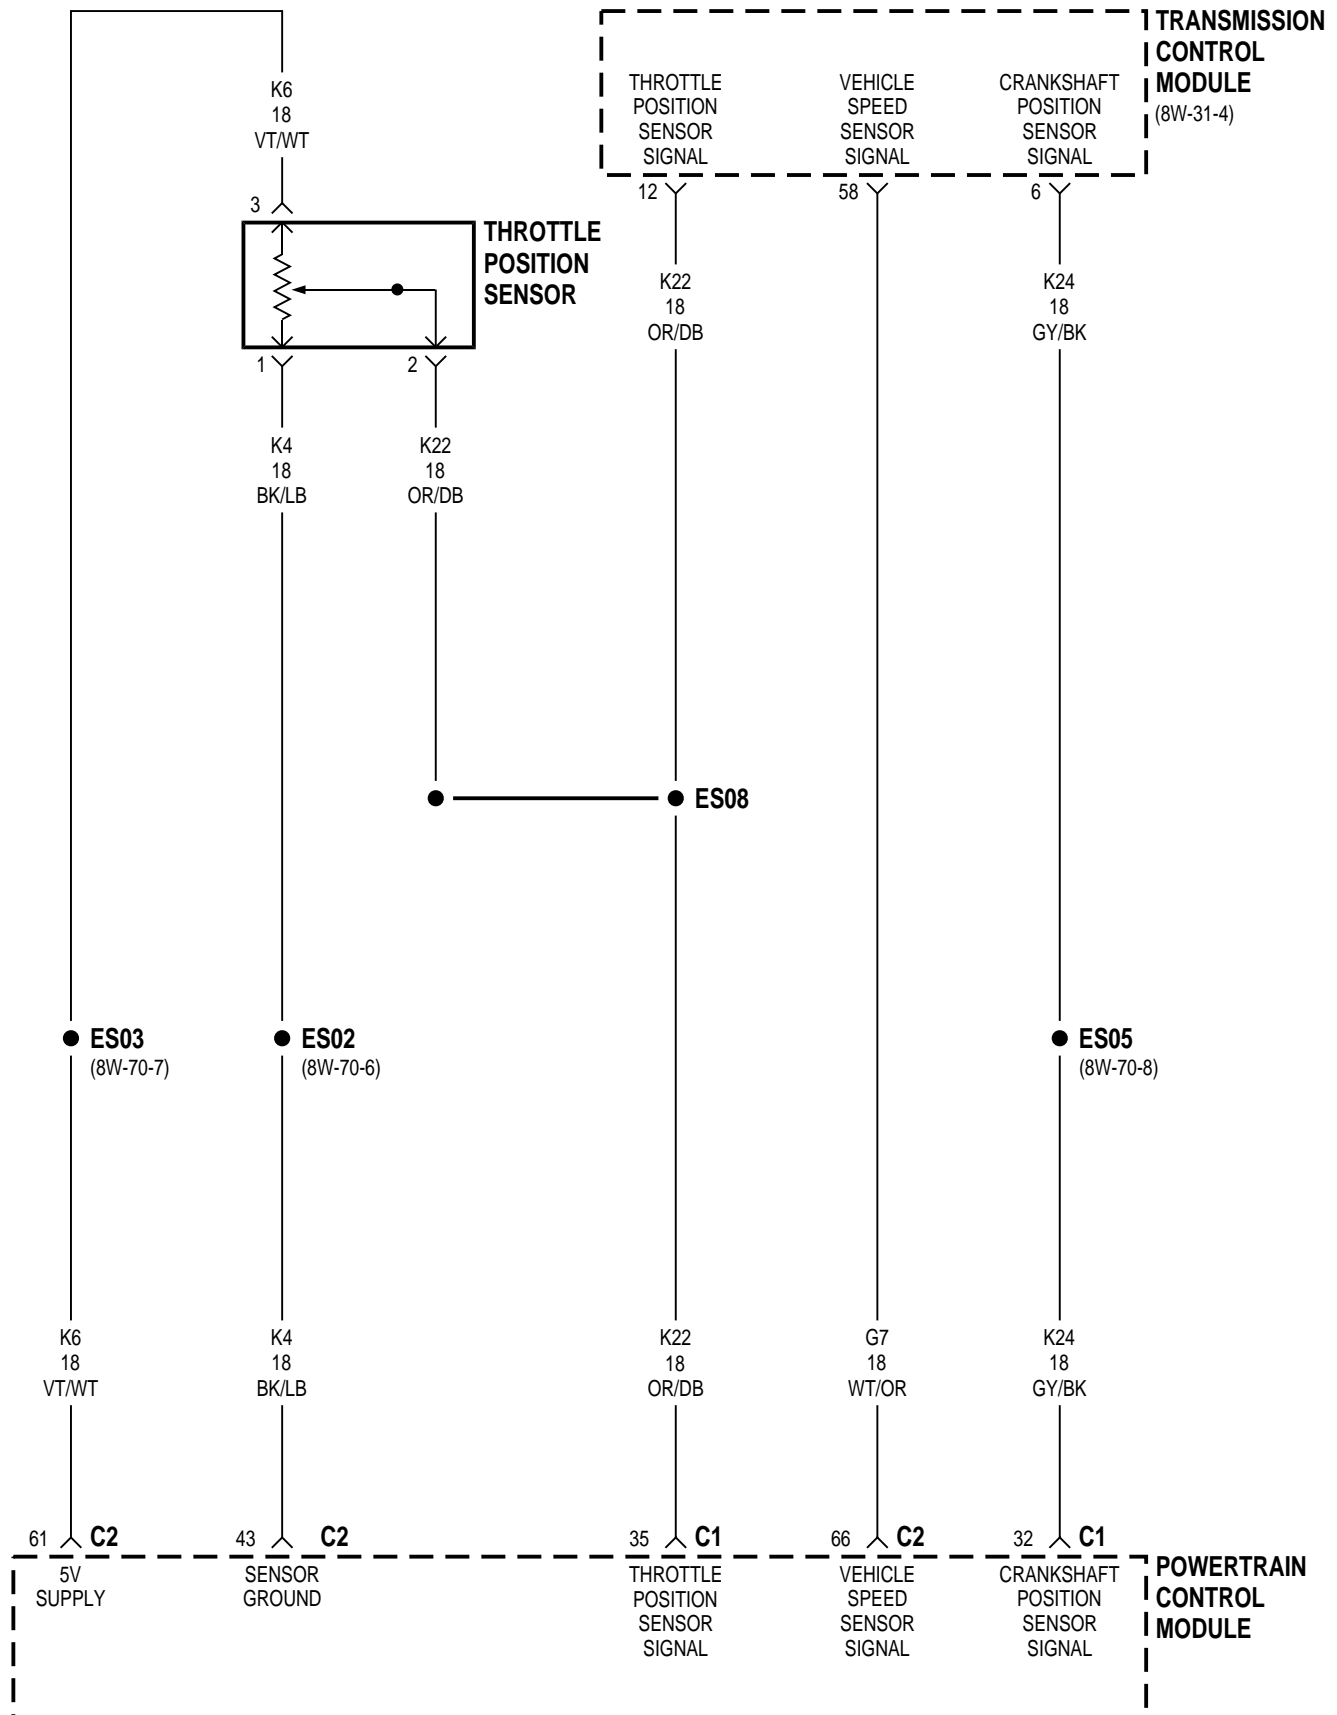 TRANSMISSION
CONTROL
MODULE
(8W-31-4)
THROTTLE
POSITION
SENSOR
SIGNAL
VEHICLE
SPEED
SENSOR
SIGNAL
CRANKSHAFT
POSITION
SENSOR
SIGNAL
K6
18
VT/WT
12
58
6
3
THROTTLE
POSITION
SENSOR
K22
18
OR/DB
K24
18
GY/BK
1
2
K4
18
BK/LB
K22
18
OR/DB
ES08
ES03
(8W-70-7)
ES02
(8W-70-6)
ES05
(8W-70-8)
K6
18
VT/WT
K4
18
BK/LB
K22
18
OR/DB
G7
18
WT/OR
K24
18
GY/BK
61 C2
43 C2
35 C1
66 C2
32 C1
5V
SUPPLY
SENSOR
GROUND
THROTTLE
POSITION
SENSOR
SIGNAL
VEHICLE
SPEED
SENSOR
SIGNAL
CRANKSHAFT
POSITION
SENSOR
SIGNAL
POWERTRAIN
CONTROL
MODULE